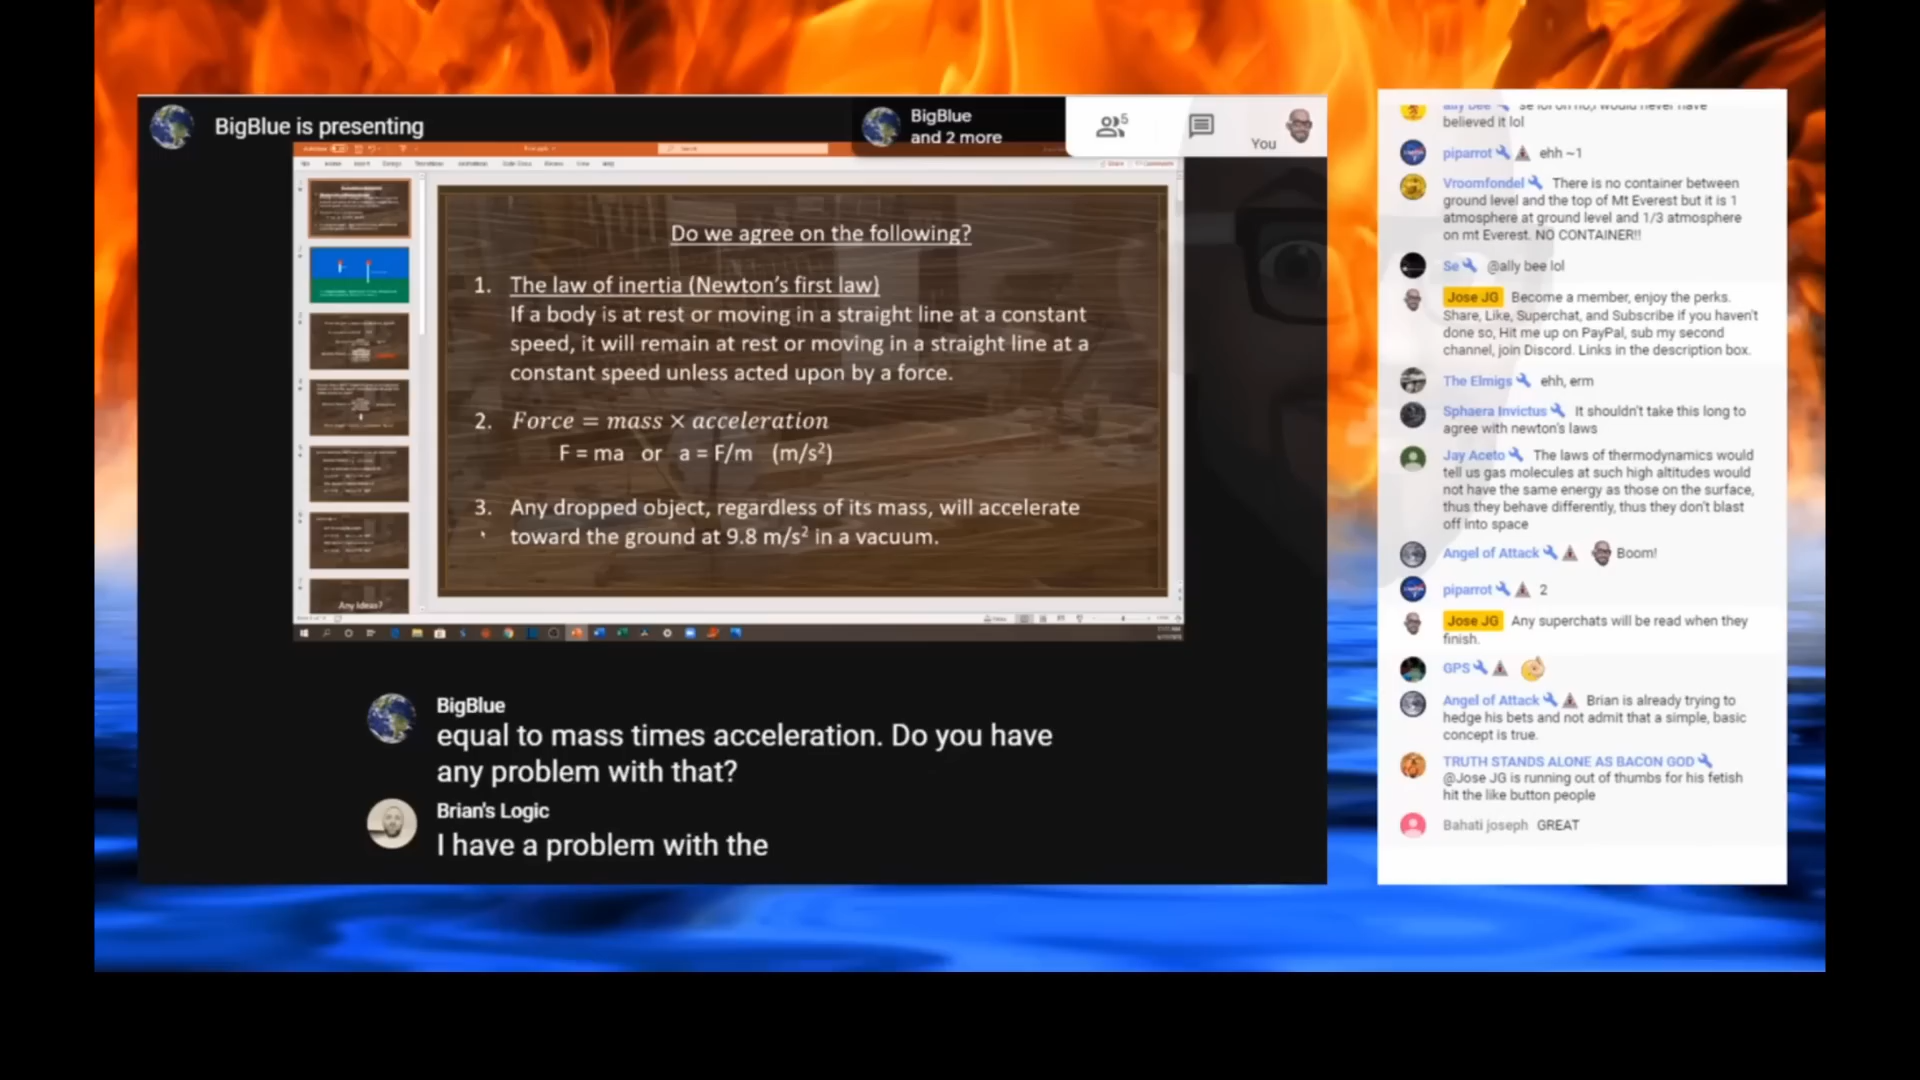 BigBlue is presenting
BigBlue
and 2 more
5
You
Do we agree on the following?
1. The law of inertia (Newton's first law)
If a body is at rest or moving in a straight line at a constant
speed, it will remain at rest or moving in a straight line at a
constant speed unless acted upon by a force.
2. Force = mass × acceleration
F = ma or a = F/m (m/s²)
3. Any dropped object, regardless of its mass, will accelerate
toward the ground at 9.8 m/s² in a vacuum.
Any Ideas?
BigBlue
equal to mass times acceleration. Do you have
any problem with that?
Brian's Logic
I have a problem with the
believed it lol
piparrot ehh ~1
Vroomfondel There is no container between
ground level and the top of Mt Everest but it is 1
atmosphere at ground level and 1/3 atmosphere
on mt Everest. NO CONTAINER!!
Se @ally bee lol
Jose JG Become a member, enjoy the perks.
Share, Like, Superchat, and Subscribe if you haven't
done so, Hit me up on PayPal, sub my second
channel, join Discord. Links in the description box.
The Elmigs ehh, erm
Sphaera Invictus It shouldn't take this long to
agree with newton's laws
Jay Aceto The laws of thermodynamics would
tell us gas molecules at such high altitudes would
not have the same energy as those on the surface,
thus they behave differently, thus they don't blast
off into space
Angel of Attack Boom!
piparrot 2
Jose JG Any superchats will be read when they
finish.
GPS
Angel of Attack Brian is already trying to
hedge his bets and not admit that a simple, basic
concept is true.
TRUTH STANDS ALONE AS BACON GOD
@Jose JG is running out of thumbs for his fetish
hit the like button people
Bahati joseph GREAT